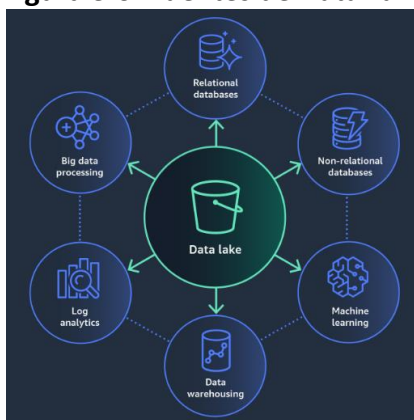 Relational
databases
Big data
processing
Non-relational
databases
Data lake
Log
analytics
Machine
learning
Data
warehousing